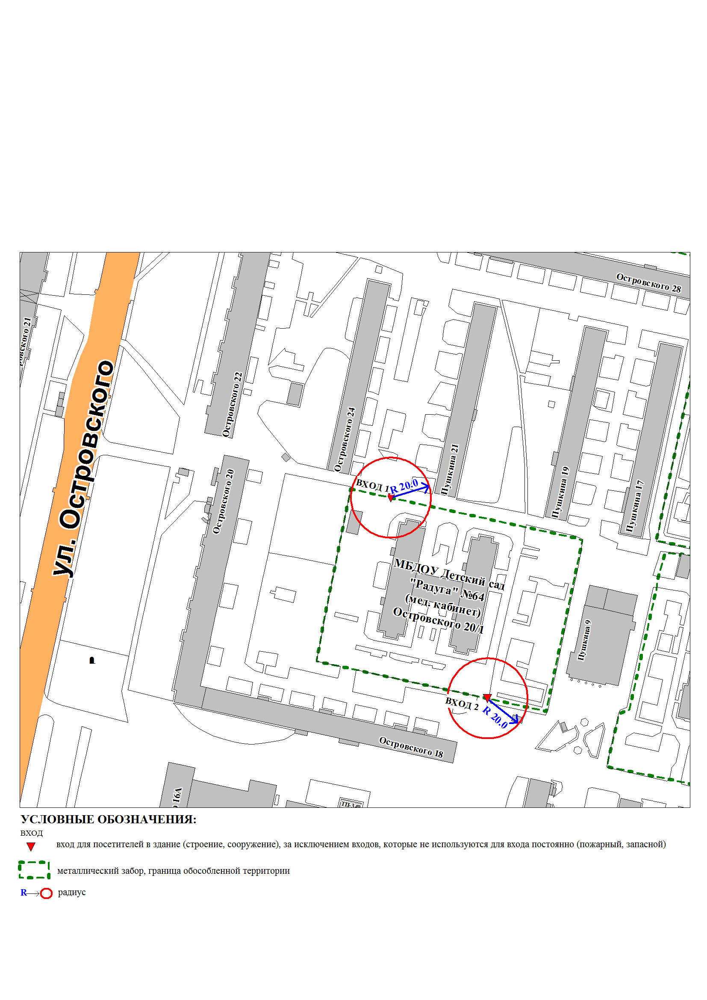 Островского 28
ул. Островского
Островского 22
Островского 24
Пушкина 21
Пушкина 19
Пушкина 17
Островского 20
ВХОД 1
R 20.0
МБДОУ Детский сад
"Радуга" №64
(мед. кабинет)
Островского 20/1
Пушкина 9
ВХОД 2
R 20.0
Островского 18
16А
ТП-349
УСЛОВНЫЕ ОБОЗНАЧЕНИЯ:
ВХОД
вход для посетителей в здание (строение, сооружение), за исключением входов, которые не используются для входа постоянно (пожарный, запасной)
металлический забор, граница обособленной территории
R
радиус